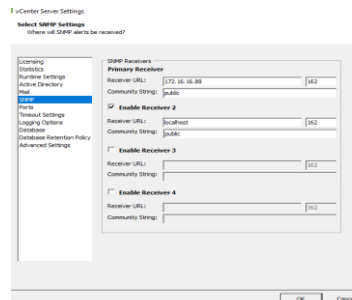 vCenter Server Settings
Select SNMP Settings
Where will SNMP alerts be received?
Licensing
Statistics
Runtime Settings
Active Directory
Mail
SNMP
Ports
Timeout Settings
Logging Options
Database
Database Retention Policy
Advanced Settings
SNMP Receivers
Primary Receiver
Receiver URL: 172.16.16.88 162
Community String: public
Enable Receiver 2
Receiver URL: localhost 162
Community String: public
Enable Receiver 3
Receiver URL: 162
Community String:
Enable Receiver 4
Receiver URL: 162
Community String:
OK Canc